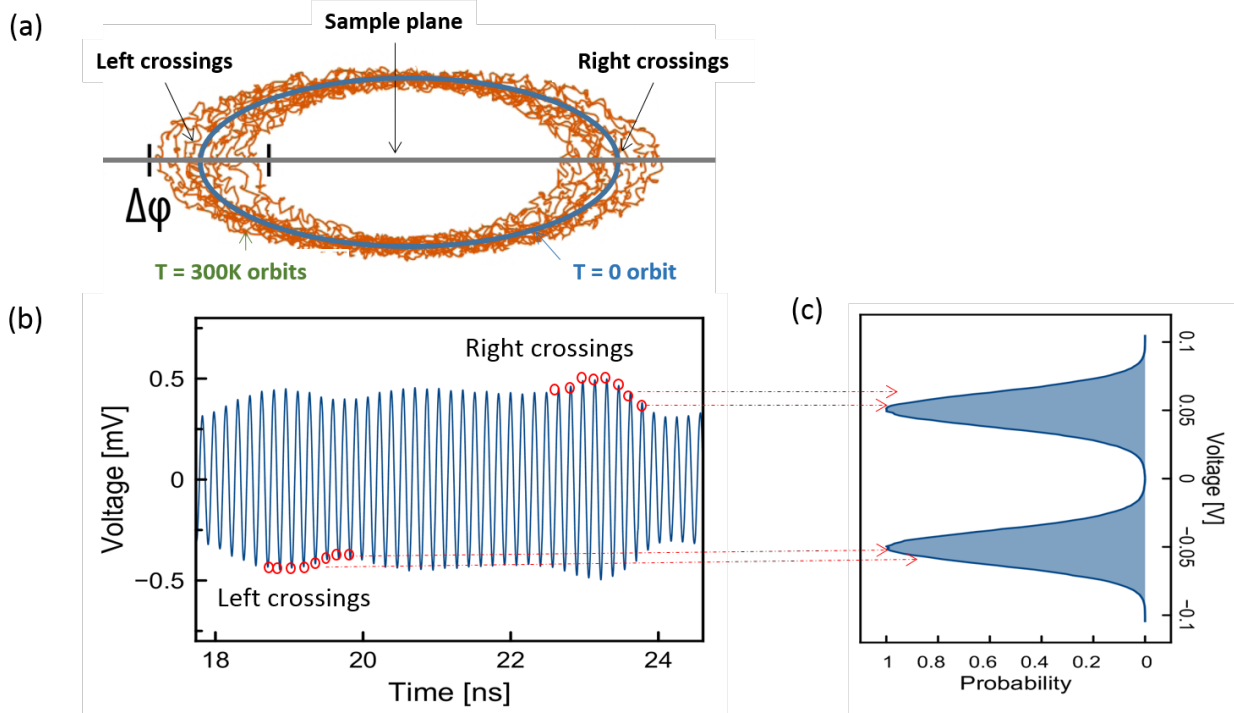 (a)
Sample plane
Left crossings
Right crossings
Δφ
T = 300K orbits
T = 0 orbit
(b)
Right crossings
0.5
0
−0.5
Voltage [mV]
Left crossings
18
20
22
24
Time [ns]
(c)
0.1
0.05
0
−0.05
−0.1
Voltage [V]
1
0.8
0.6
0.4
0.2
0
Probability